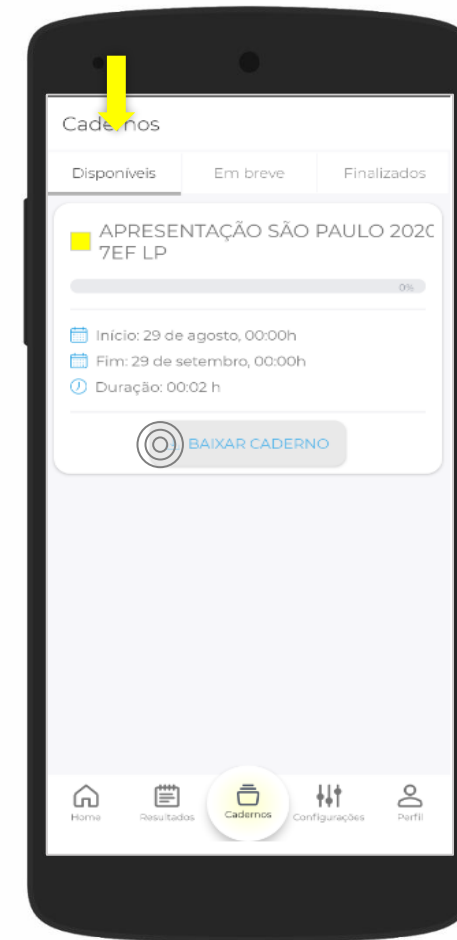 Cadernos
Disponíveis Em breve Finalizados
APRESENTAÇÃO SÃO PAULO 2020
7EF LP
0%
Início: 29 de agosto, 00:00h
Fim: 29 de setembro, 00:00h
Duração: 00:02 h
BAIXAR CADERNO
Home Resultados Cadernos Configurações Perfil